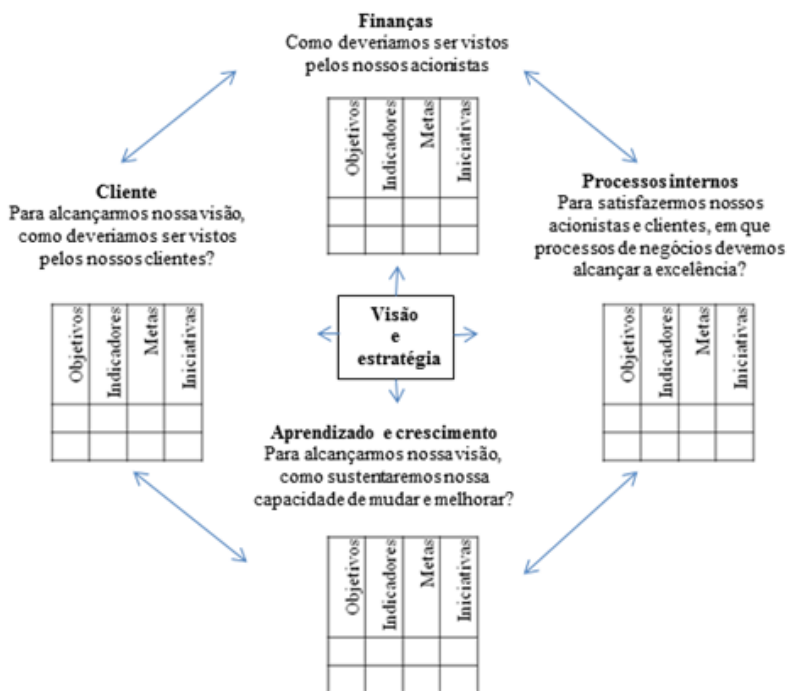 Finanças
Como deveríamos ser vistos
pelos nossos acionistas
Objetivos
Indicadores
Metas
Iniciativas
Cliente
Para alcançarmos nossa visão,
como deveríamos ser vistos
pelos nossos clientes?
Objetivos
Indicadores
Metas
Iniciativas
Visão
e
estratégia
Processos internos
Para satisfazermos nossos
acionistas e clientes, em que
processos de negócios devemos
alcançar a excelência?
Objetivos
Indicadores
Metas
Iniciativas
Aprendizado e crescimento
Para alcançarmos nossa visão,
como sustentaremos nossa
capacidade de mudar e melhorar?
Objetivos
Indicadores
Metas
Iniciativas